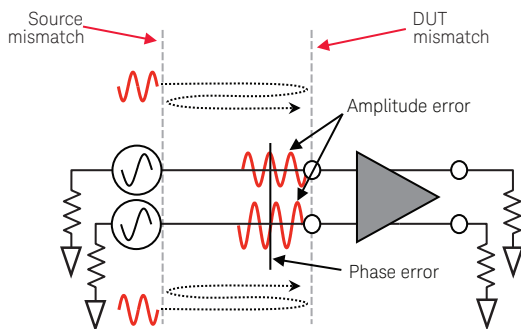 Source
mismatch
DUT
mismatch
Amplitude error
Phase error